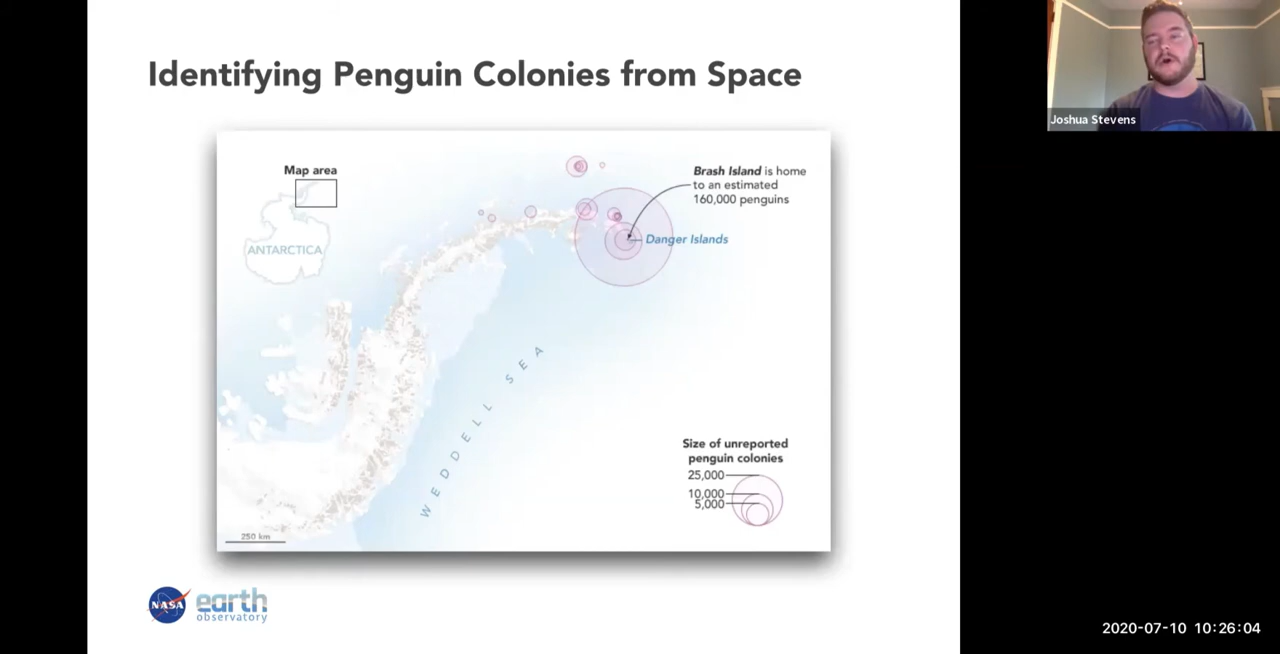 Identifying Penguin Colonies from Space
Joshua Stevens
Map area
ANTARCTICA
Brash Island is home
to an estimated
160,000 penguins
Danger Islands
WEDDELL SEA
Size of unreported
penguin colonies
25,000
10,000
5,000
250 km
NASA
earth
observatory
2020-07-10 10:26:04